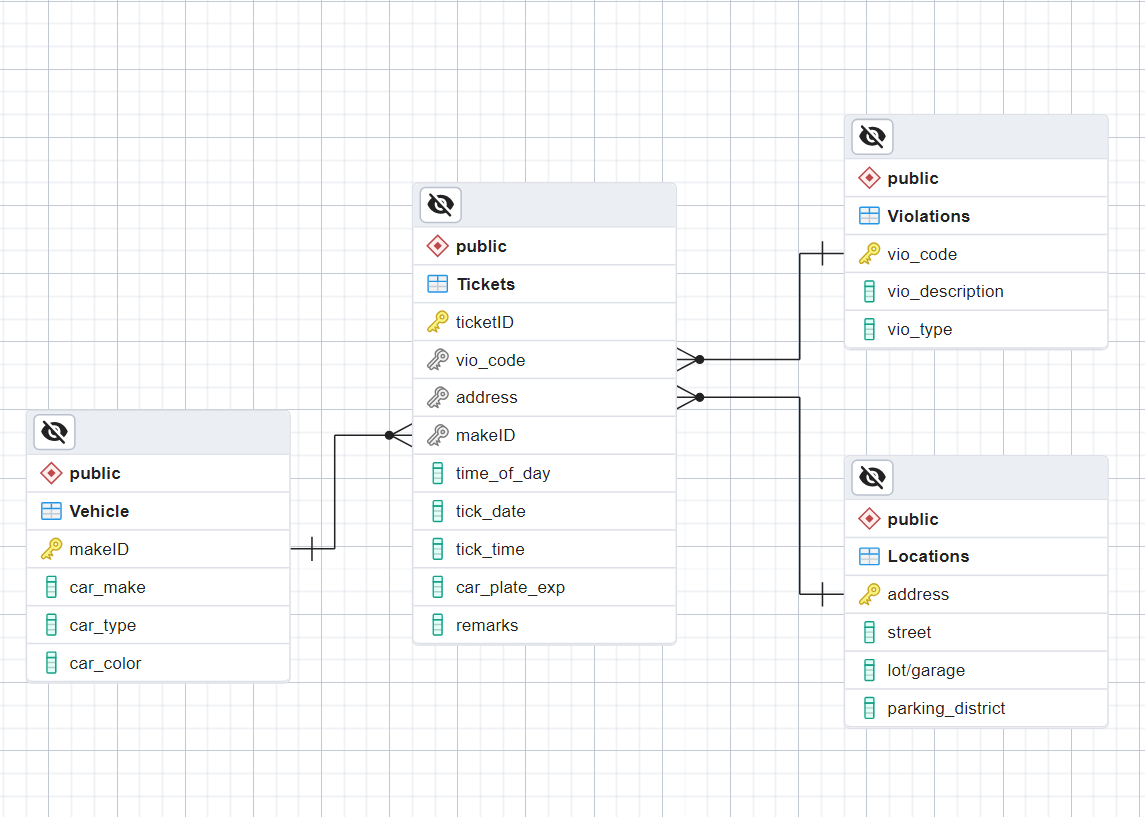 public
Vehicle
makeID
car_make
car_type
car_color
public
Tickets
ticketID
vio_code
address
makeID
time_of_day
tick_date
tick_time
car_plate_exp
remarks
public
Violations
vio_code
vio_description
vio_type
public
Locations
address
street
lot/garage
parking_district